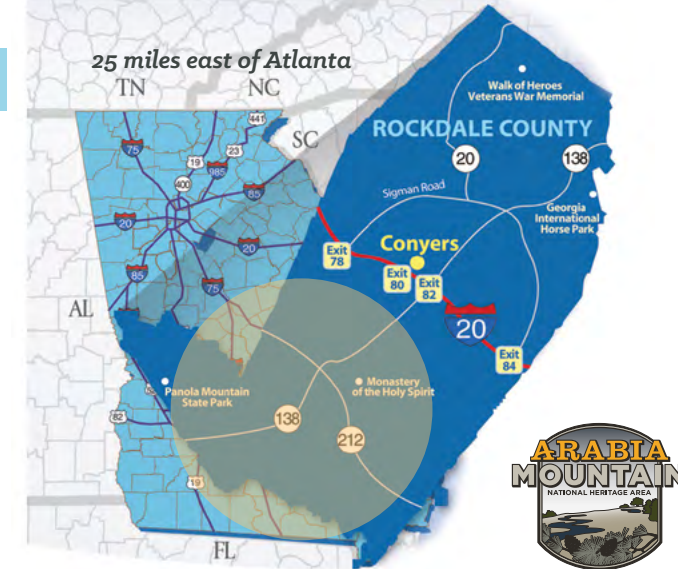 25 miles east of Atlanta
TN
NC
SC
AL
FL
441
75
19
23
985
400
85
20
20
85
75
82
19
Walk of Heroes
Veterans War Memorial
ROCKDALE COUNTY
20
138
Sigman Road
Georgia
International
Horse Park
Conyers
Exit
78
Exit
80
Exit
82
20
Exit
84
Panola Mountain
State Park
Monastery
of the Holy Spirit
138
212
ARABIA
MOUNTAIN
NATIONAL HERITAGE AREA